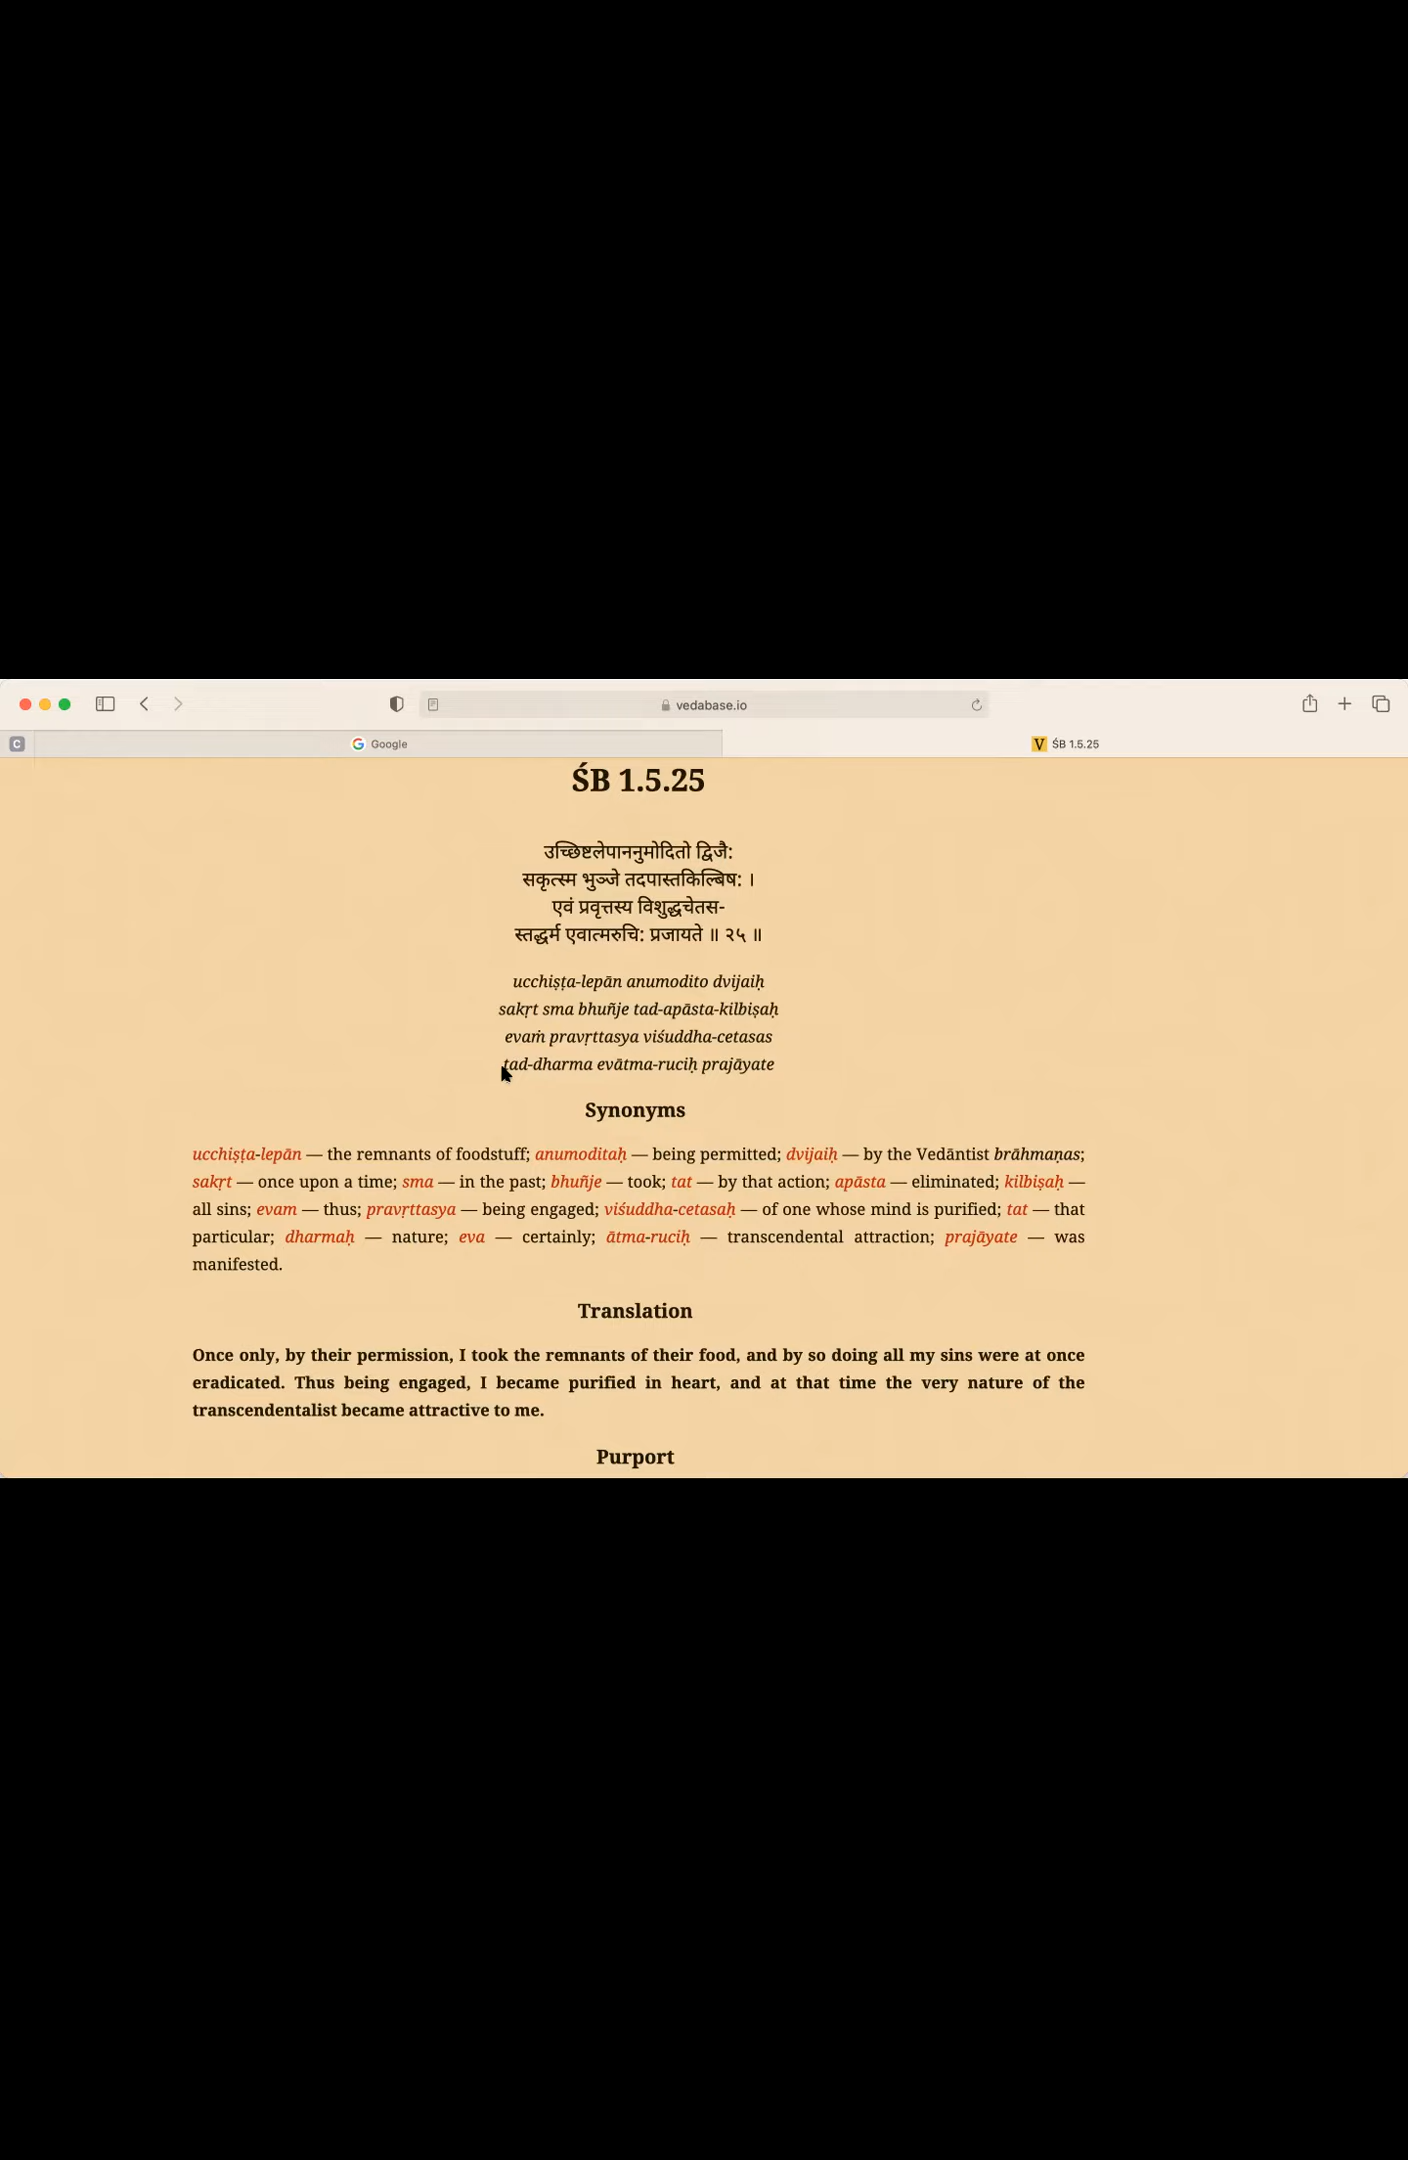 vedabase.io
C
Google
V ŚB 1.5.25
ŚB 1.5.25
उच्छिष्टलेपाननुमोदितो द्विजै:
सकृत्स्म भुञ्जे तदपास्तकिल्बिष: ।
एवं प्रवृत्तस्य विशुद्धचेतस-
स्तद्धर्म एवात्मरुचि: प्रजायते ॥ २५ ॥
ucchiṣṭa-lepān anumodito dvijaiḥ
sakṛt sma bhuñje tad-apāsta-kilbiṣaḥ
evaṁ pravṛttasya viśuddha-cetasas
tad-dharma evātma-ruciḥ prajāyate
Synonyms
ucchiṣṭa-lepān — the remnants of foodstuff; anumoditaḥ — being permitted; dvijaiḥ — by the Vedāntist brāhmaṇas;
sakṛt — once upon a time; sma — in the past; bhuñje — took; tat — by that action; apāsta — eliminated; kilbiṣaḥ —
all sins; evam — thus; pravṛttasya — being engaged; viśuddha-cetasaḥ — of one whose mind is purified; tat — that
particular; dharmaḥ — nature; eva — certainly; ātma-ruciḥ — transcendental attraction; prajāyate — was
manifested.
Translation
Once only, by their permission, I took the remnants of their food, and by so doing all my sins were at once
eradicated. Thus being engaged, I became purified in heart, and at that time the very nature of the
transcendentalist became attractive to me.
Purport